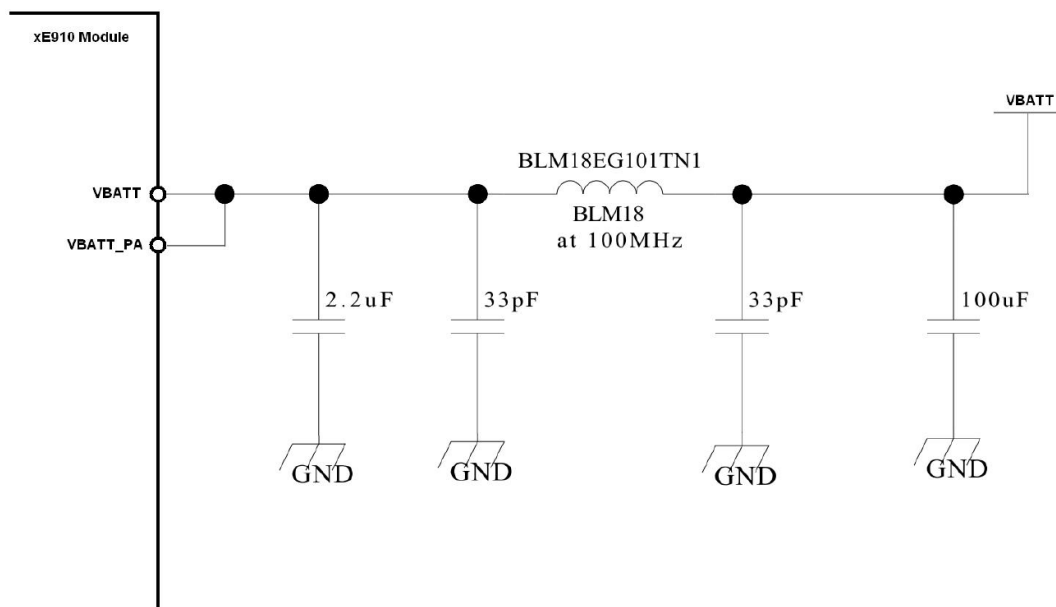 xE910 Module
VBATT
BLM18EG101TN1
VBATT
BLM18
VBATT_PA
at 100MHz
2.2uF
33pF
33pF
100uF
GND
GND
GND
GND